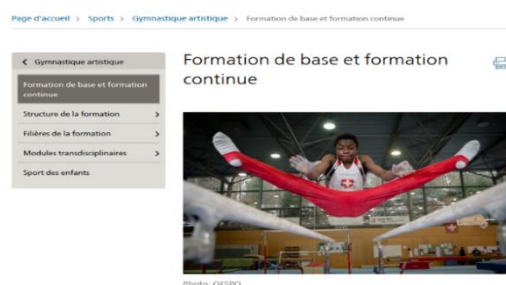 Page d'accueil > Sports > Gymnastique artistique > Formation de base et formation continue
Gymnastique artistique
Formation de base et formation
continue
Structure de la formation
Filières de la formation
Modules transdisciplinaires
Sport des enfants
Formation de base et formation
continue
Photo: OFSPO